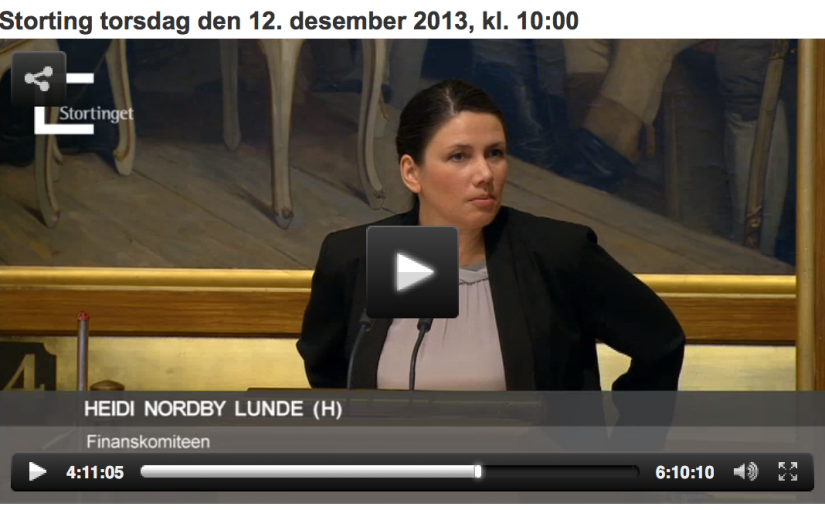 Storting torsdag den 12. desember 2013, kl. 10:00
Stortinget
4
HEIDI NORDBY LUNDE (H)
Finanskomiteen
4:11:05 6:10:10